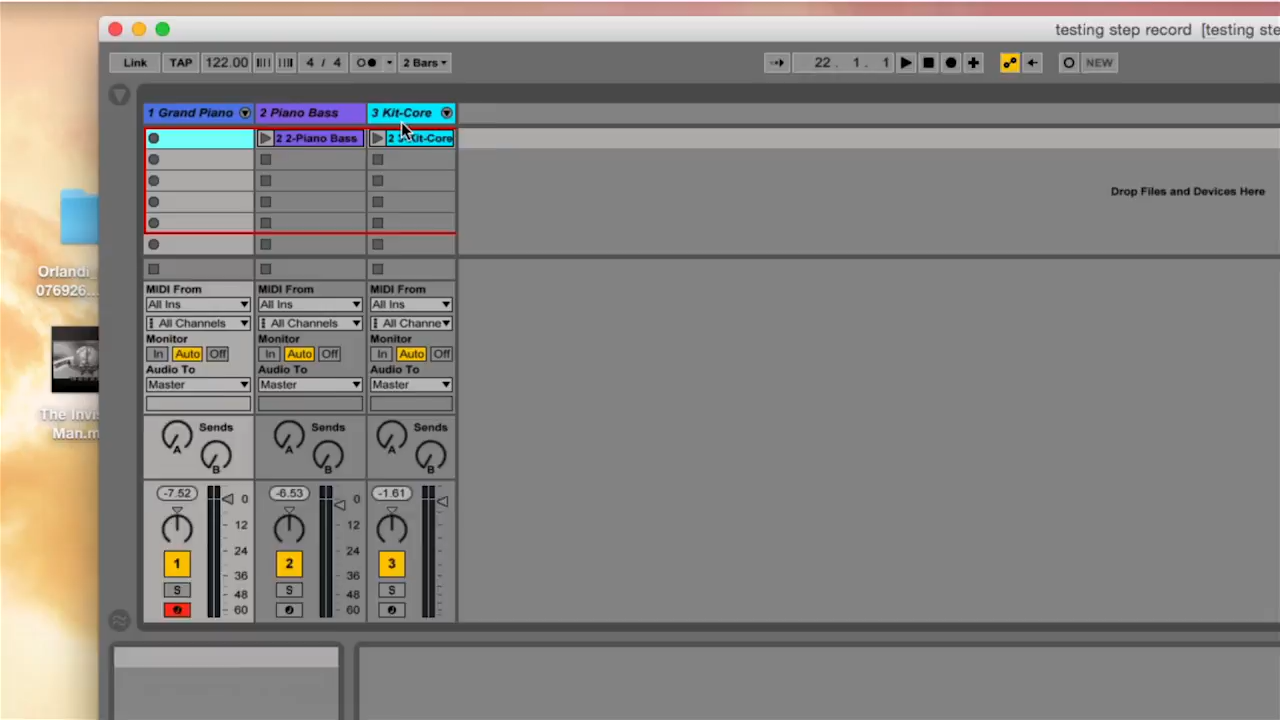 testing step record [testing ste
Link TAP 122.00 4 / 4 2 Bars 22 . 1 . 1 NEW
1 Grand Piano 2 Piano Bass 3 Kit-Core
2 2-Piano Bass 2 3-Kit-Core
Drop Files and Devices Here
Orlandi_
076926...
MIDI From MIDI From MIDI From
All Ins All Ins All Ins
All Channels All Channels All Channe
Monitor Monitor Monitor
In Auto Off In Auto Off In Auto Off
Audio To Audio To Audio To
Master Master Master
The Invis
Man.m
Sends Sends Sends
A B A B A B
-7.52 0 -6.53 0 -1.61
12 12
1 24 2 24 3
S 36 S 36 S
48 48
60 60